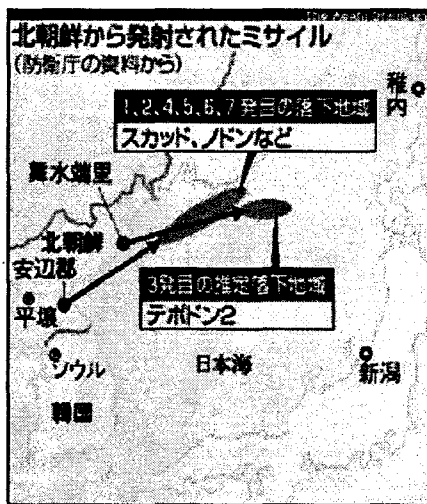 北朝鮮から発射されたミサイル
(防衛庁の資料から)
稚内
1、2、4、5、6、7発目の落下地域
スカッド、ノドンなど
舞水端里
北朝鮮
安辺郡
3発目の推定落下地域
テポドン2
平壌
ソウル
日本海
新潟
韓国